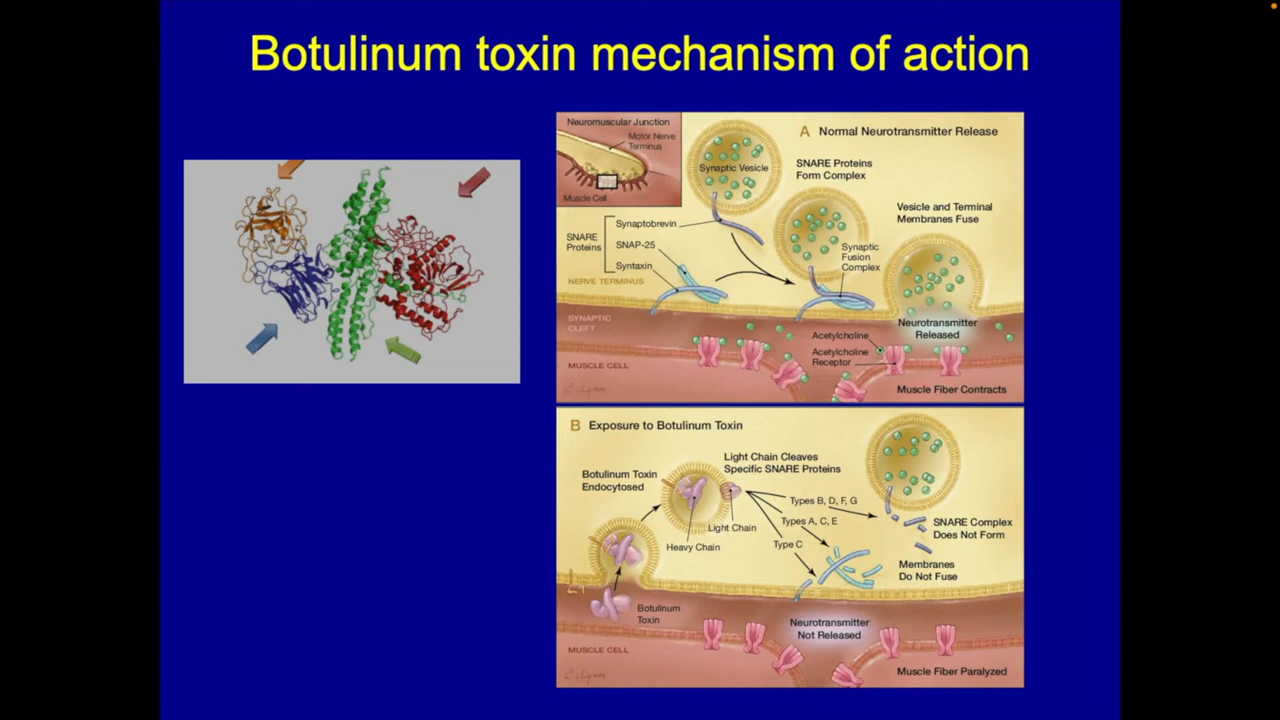 Botulinum toxin mechanism of action
Neuromuscular Junction
Motor Nerve
Terminus
Muscle Cell
A Normal Neurotransmitter Release
Synaptic Vesicle
SNARE Proteins
Form Complex
Vesicle and Terminal
Membranes Fuse
SNARE
Proteins
Synaptobrevin
SNAP-25
Syntaxin
Synaptic
Fusion
Complex
NERVE TERMINUS
SYNAPTIC
CLEFT
Neurotransmitter
Released
Acetylcholine
Acetylcholine
Receptor
MUSCLE CELL
Muscle Fiber Contracts
B Exposure to Botulinum Toxin
Light Chain Cleaves
Specific SNARE Proteins
Botulinum Toxin
Endocytosed
Types B, D, F, G
Types A, C, E
Type C
Light Chain
Heavy Chain
SNARE Complex
Does Not Form
Membranes
Do Not Fuse
Botulinum
Toxin
Neurotransmitter
Not Released
MUSCLE CELL
Muscle Fiber Paralyzed